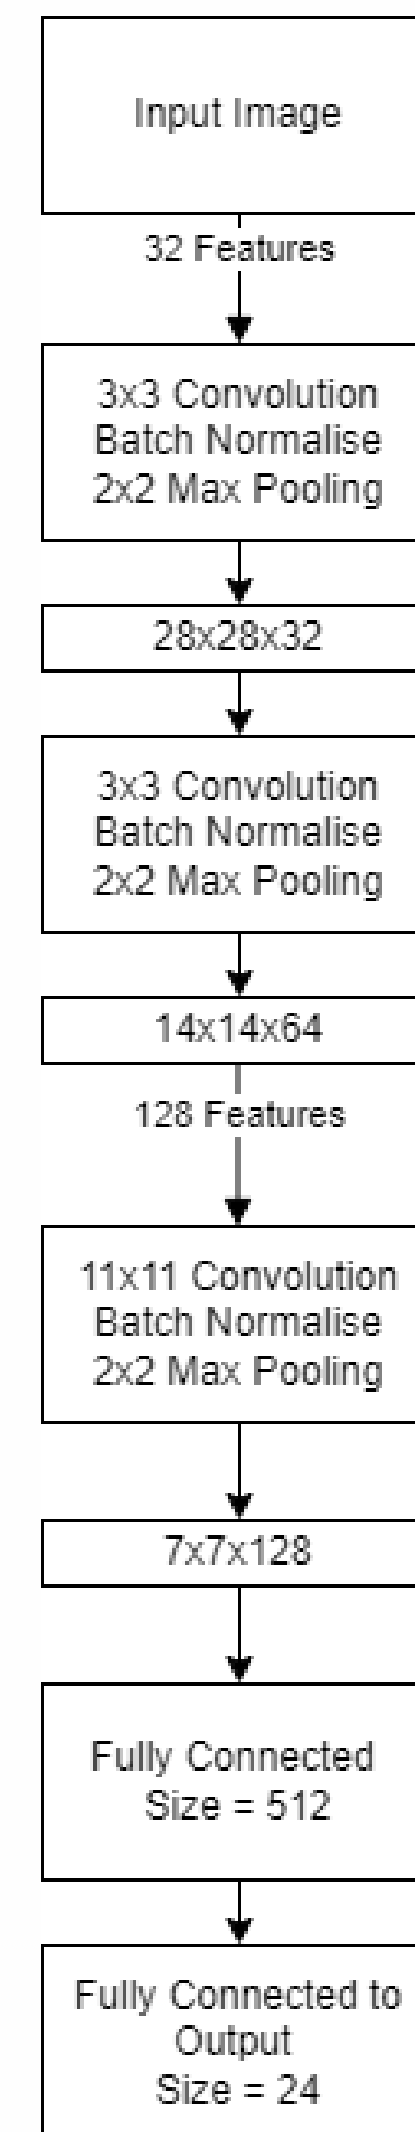 Input Image
32 Features
3x3 Convolution
Batch Normalise
2x2 Max Pooling
28x28x32
3x3 Convolution
Batch Normalise
2x2 Max Pooling
14x14x64
128 Features
11x11 Convolution
Batch Normalise
2x2 Max Pooling
7x7x128
Fully Connected
Size = 512
Fully Connected to
Output
Size = 24